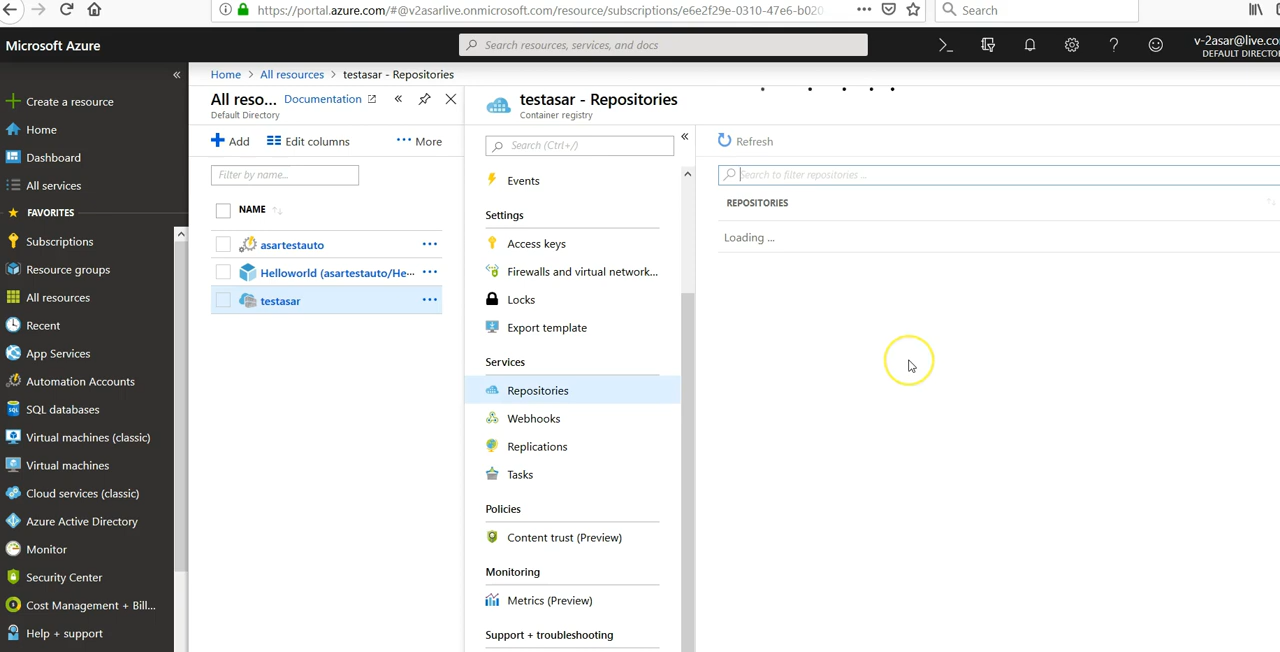 https://portal.azure.com/#@v2asarlive.onmicrosoft.com/resource/subscriptions/e6e2f29e-0310-47e6-b020
Search
Microsoft Azure
Search resources, services, and docs
v-2asar@live.co
DEFAULT DIRECTO
Create a resource
Home
Dashboard
All services
FAVORITES
Subscriptions
Resource groups
All resources
Recent
App Services
Automation Accounts
SQL databases
Virtual machines (classic)
Virtual machines
Cloud services (classic)
Azure Active Directory
Monitor
Security Center
Cost Management + Bill...
Help + support
Home > All resources > testasar - Repositories
All reso... Documentation
Default Directory
Add Edit columns More
Filter by name...
NAME
asartestauto
Helloworld (asartestauto/He...
testasar
testasar - Repositories
Container registry
Search (Ctrl+/)
Events
Settings
Access keys
Firewalls and virtual network...
Locks
Export template
Services
Repositories
Webhooks
Replications
Tasks
Policies
Content trust (Preview)
Monitoring
Metrics (Preview)
Support + troubleshooting
Refresh
Search to filter repositories ...
REPOSITORIES
Loading ...